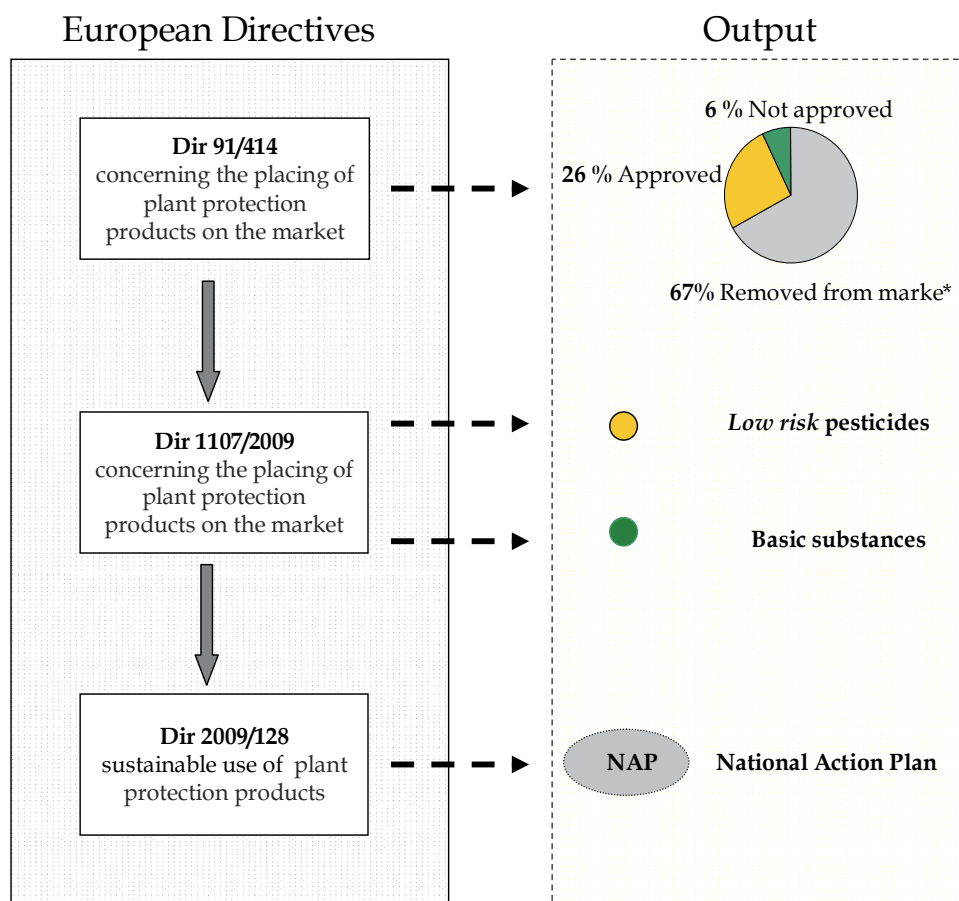 European Directives
Dir 91/414
concerning the placing of
plant protection
products on the market
Dir 1107/2009
concerning the placing of
plant protection
products on the market
Dir 2009/128
sustainable use of plant
protection products
Output
6 % Not approved
26 % Approved
67% Removed from marke*
Low risk pesticides
Basic substances
NAP National Action Plan